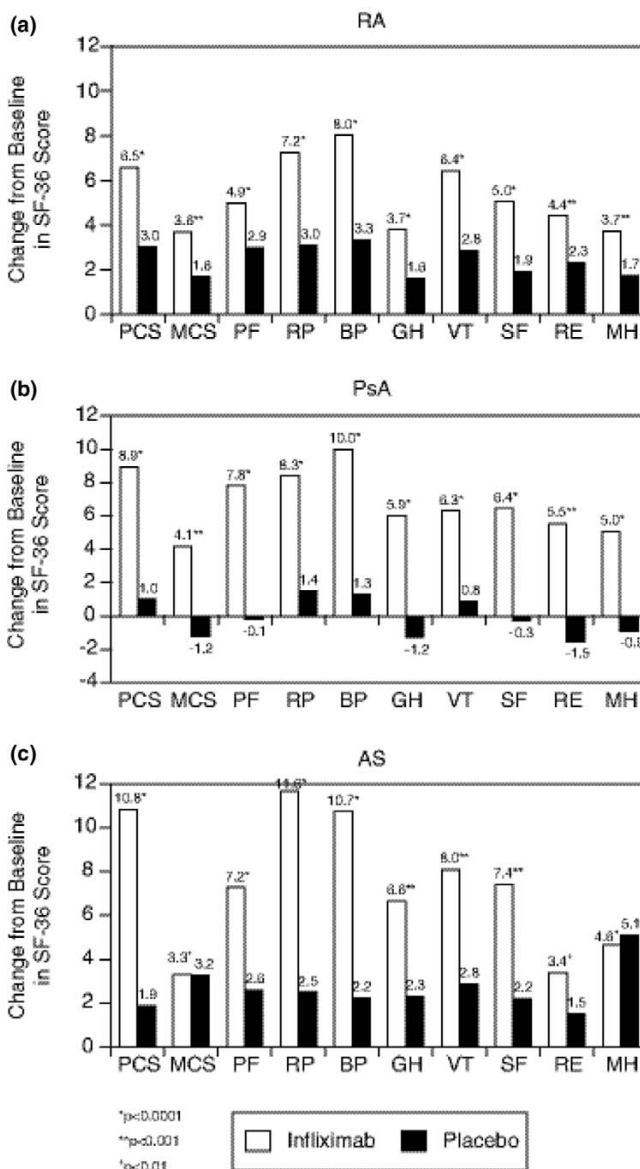 (a)
RA
Change from Baseline
in SF-36 Score
12
10
8
6
4
2
0
6.5* 3.0 3.6** 1.6 4.9* 2.9 7.2* 3.0 8.0* 3.3 3.7* 1.6 6.4* 2.8 5.0* 1.9 4.4** 2.3 3.7** 1.7
PCS MCS PF RP BP GH VT SF RE MH
(b)
PsA
Change from Baseline
in SF-36 Score
12
10
8
6
4
2
0
-2
-4
8.9* 1.0 4.1** -1.2 7.8* -0.1 8.3* 1.4 10.0* 1.3 5.9* -1.2 6.3* 0.8 6.4* -0.3 5.5** -1.5 5.0*
PCS MCS PF RP BP GH VT SF RE MH
(c)
AS
Change from Baseline
in SF-36 Score
12
10
8
6
4
2
0
10.8* 1.9 3.3+ 3.2 7.2* 2.6 11.6* 2.5 10.7* 2.2 6.6** 2.3 8.0** 2.8 7.4** 2.2 3.4+ 1.5 4.6+ 5.1
PCS MCS PF RP BP GH VT SF RE MH
*p<0.0001
**p<0.001
+p<0.01
Infliximab Placebo